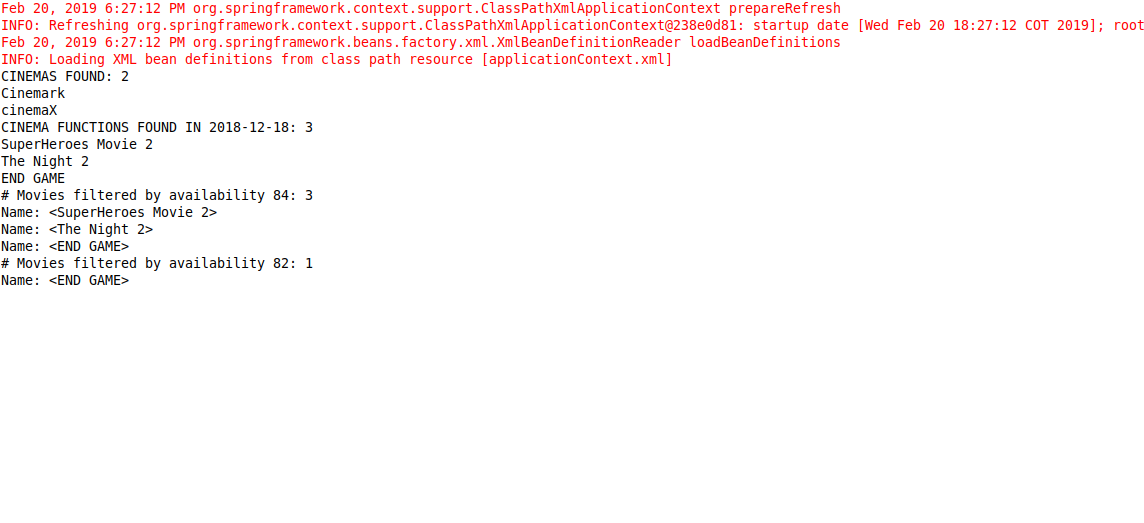 Feb 20, 2019 6:27:12 PM org.springframework.context.support.ClassPathXmlApplicationContext prepareRefresh
INFO: Refreshing org.springframework.context.support.ClassPathXmlApplicationContext@238e0d81: startup date [Wed Feb 20 18:27:12 COT 2019]; root
Feb 20, 2019 6:27:12 PM org.springframework.beans.factory.xml.XmlBeanDefinitionReader loadBeanDefinitions
INFO: Loading XML bean definitions from class path resource [applicationContext.xml]
CINEMAS FOUND: 2
Cinemark
cinemaX
CINEMA FUNCTIONS FOUND IN 2018-12-18: 3
SuperHeroes Movie 2
The Night 2
END GAME
# Movies filtered by availability 84: 3
Name: <SuperHeroes Movie 2>
Name: <The Night 2>
Name: <END GAME>
# Movies filtered by availability 82: 1
Name: <END GAME>